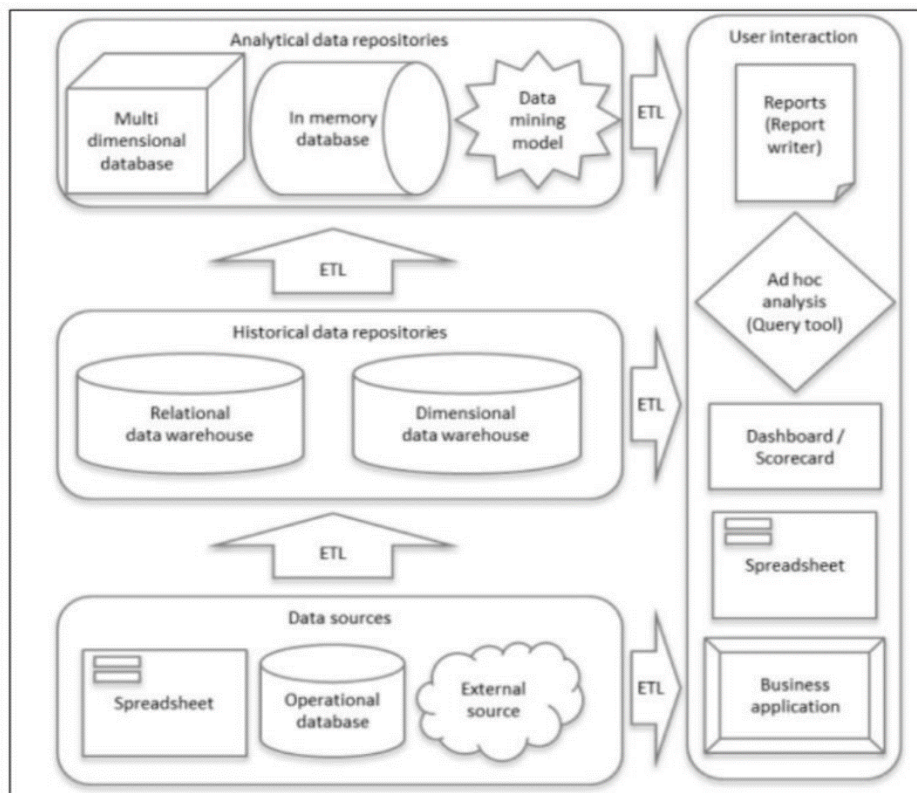 Analytical data repositories
Multi
dimensional
database
In memory
database
Data
mining
model
ETL
ETL
Historical data repositories
Relational
data warehouse
Dimensional
data warehouse
ETL
ETL
Data sources
Spreadsheet
Operational
database
External
source
ETL
User interaction
Reports
(Report
writer)
Ad hoc
analysis
(Query tool)
Dashboard /
Scorecard
Spreadsheet
Business
application